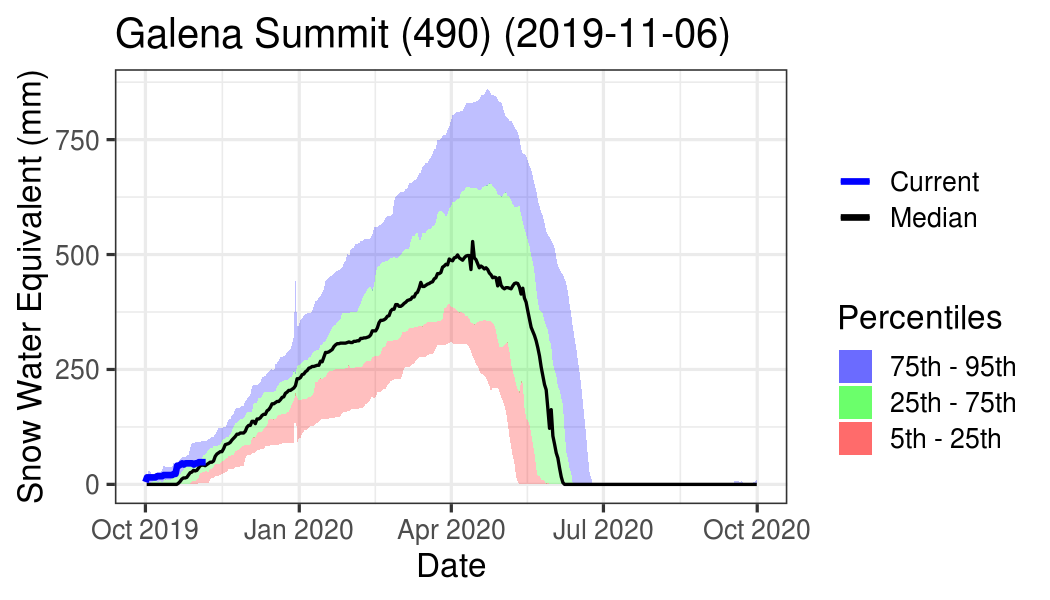 Galena Summit (490) (2019-11-06)
Snow Water Equivalent (mm)
750
500
250
0
Oct 2019
Jan 2020
Apr 2020
Jul 2020
Oct 2020
Date
Current
Median
Percentiles
75th - 95th
25th - 75th
5th - 25th